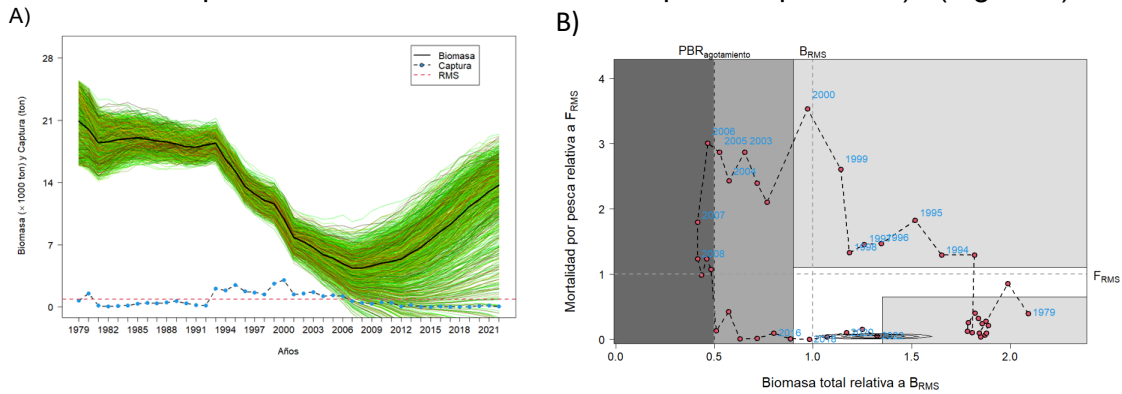 A)
Biomasa (× 1000 ton) y Captura (ton)
28
21
14
7
0
Biomasa
Captura
RMS
1979 1982 1985 1988 1991 1994 1997 2000 2003 2006 2009 2012 2015 2018 2021
Años
B)
PBRagotamiento
BRMS
Mortalidad por pesca relativa a FRMS
4
3
2
1
0
2000
2006
2005 2003
1999
2004
2007
1995
1998 1997 1996
1994
2008
FRMS
1979
2016
2018
0.0 0.5 1.0 1.5 2.0
Biomasa total relativa a BRMS